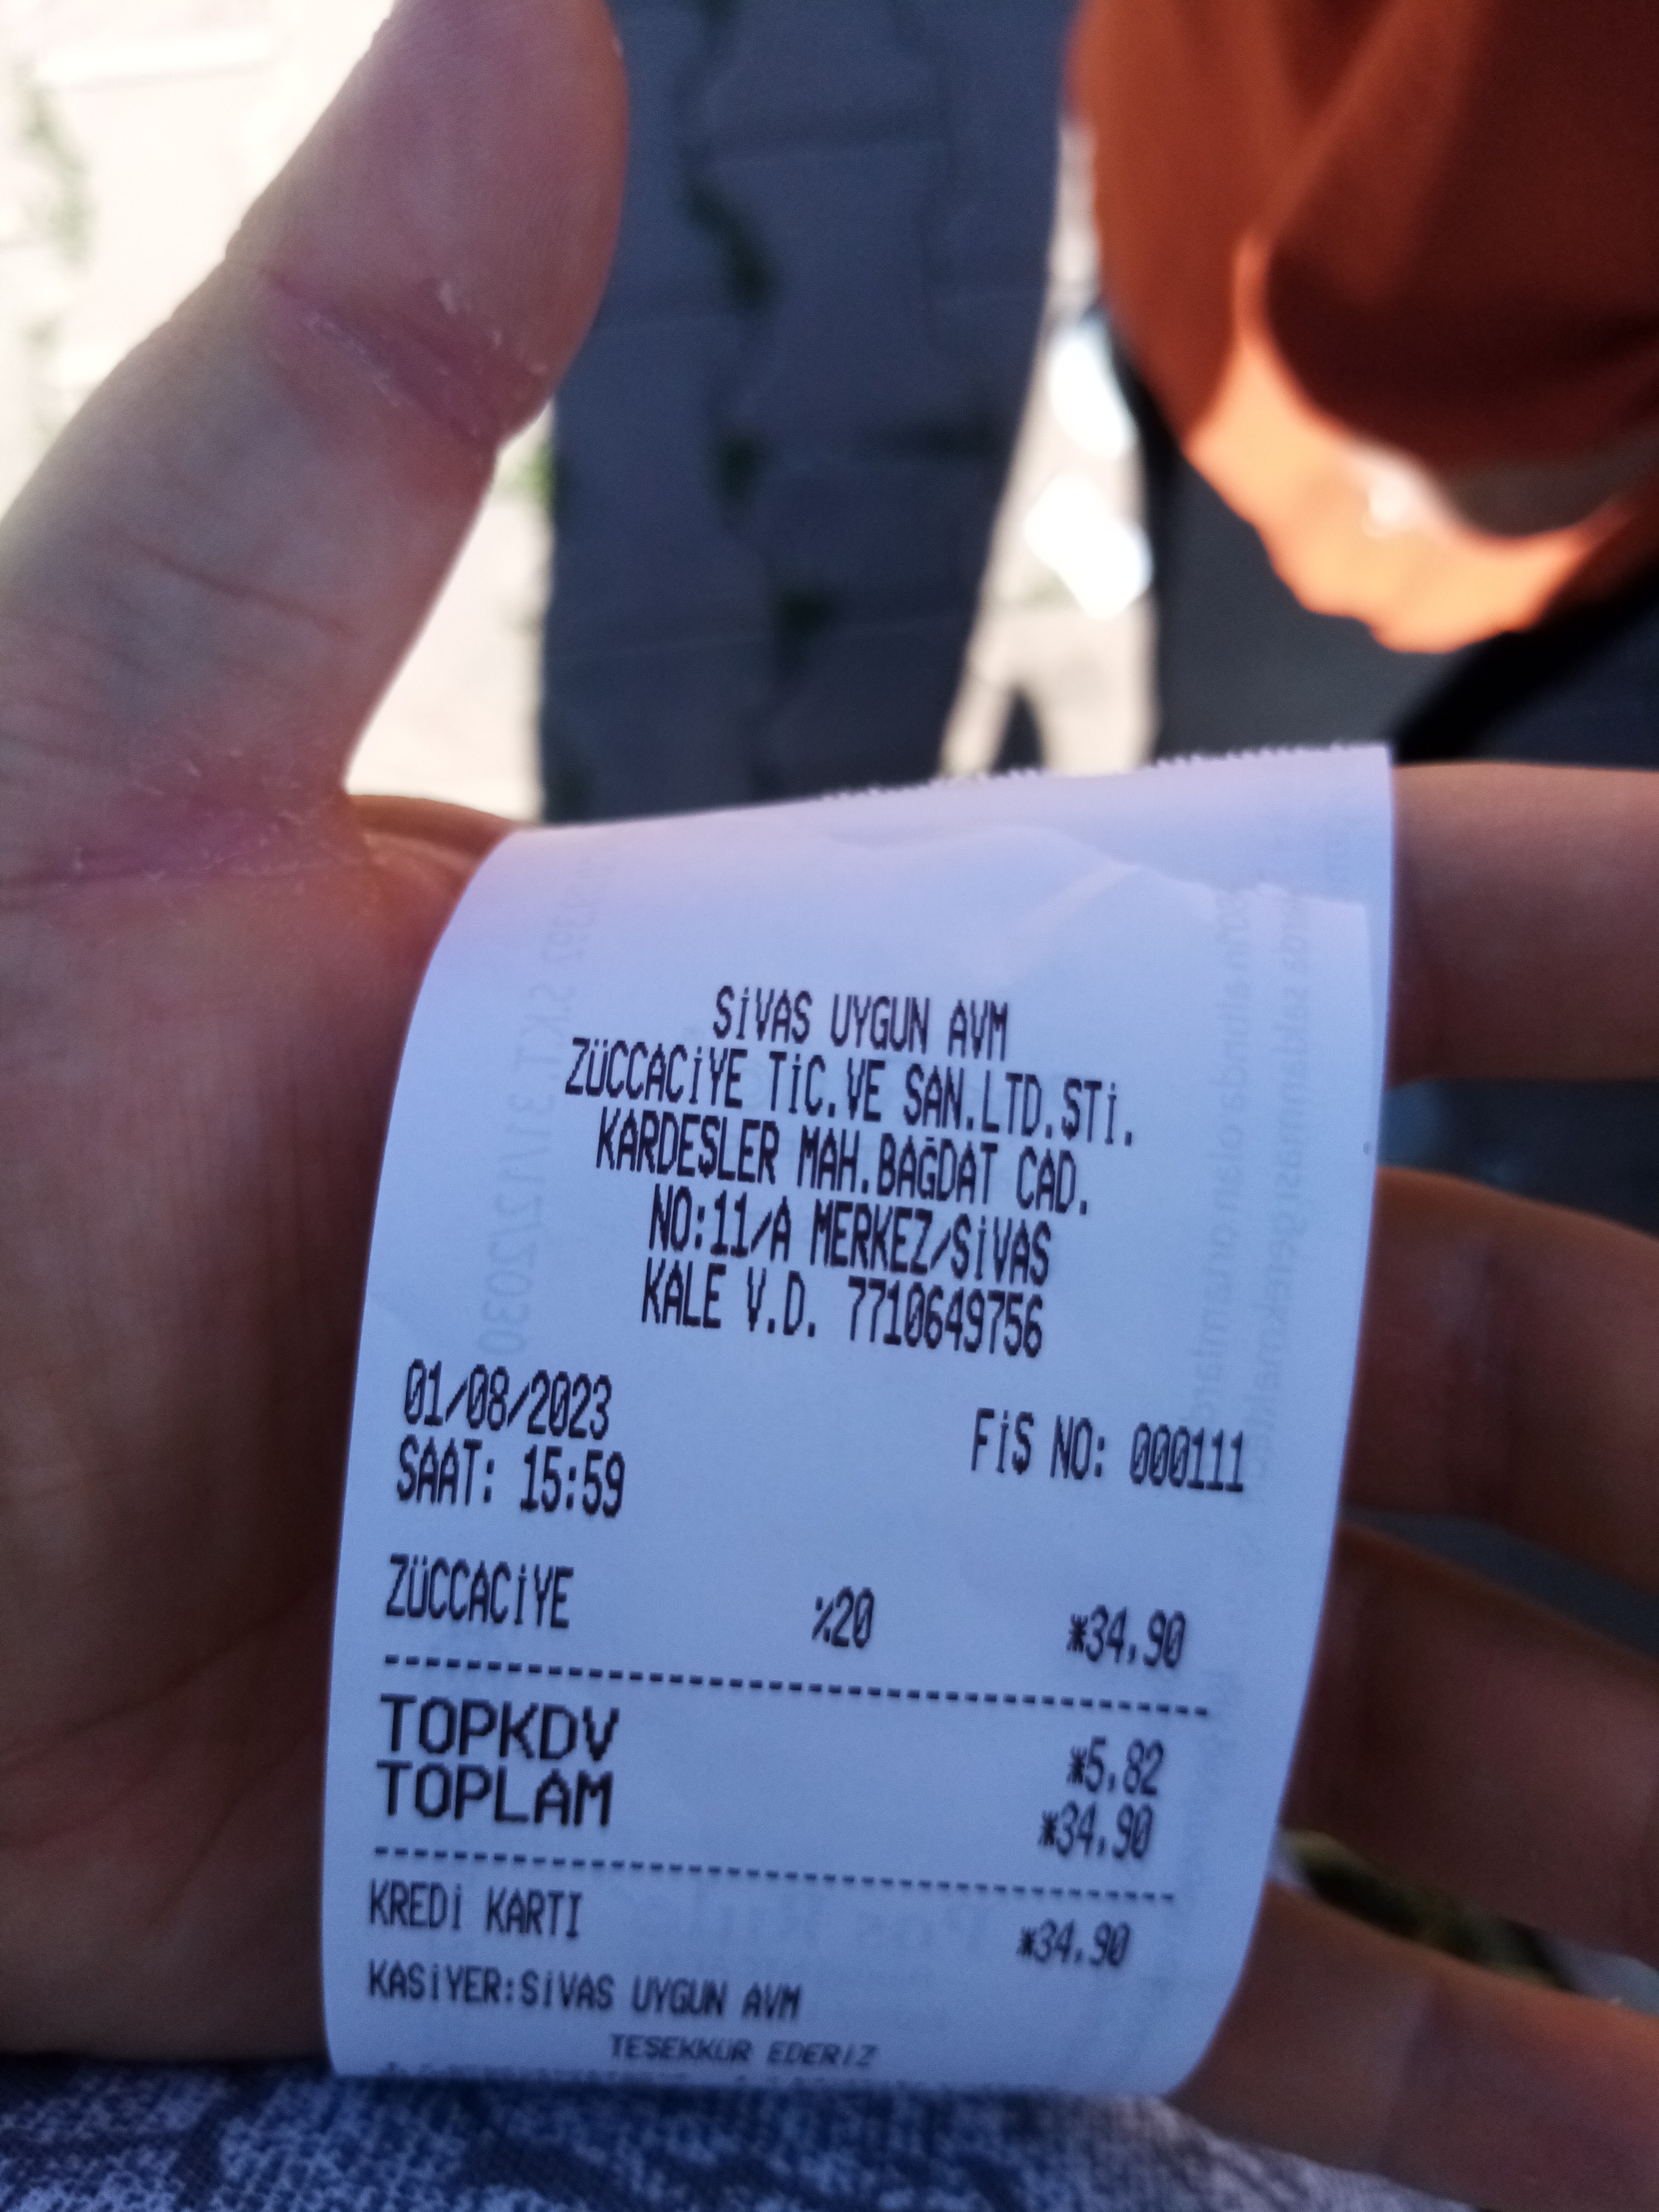 SİVAS UYGUN AVM
ZÜCCACİYE TİC.VE SAN.LTD.ŞTİ.
KARDEŞLER MAH.BAĞDAT CAD.
NO:11/A MERKEZ/SİVAS
KALE V.D. 7710649756
01/08/2023
FİŞ NO: 000111
SAAT: 15:59
ZÜCCACİYE %20 *34,90
TOPKDV *5,82
TOPLAM *34,90
KREDİ KARTI *34,90
KASİYER:SİVAS UYGUN AVM
TEŞEKKÜR EDERİZ